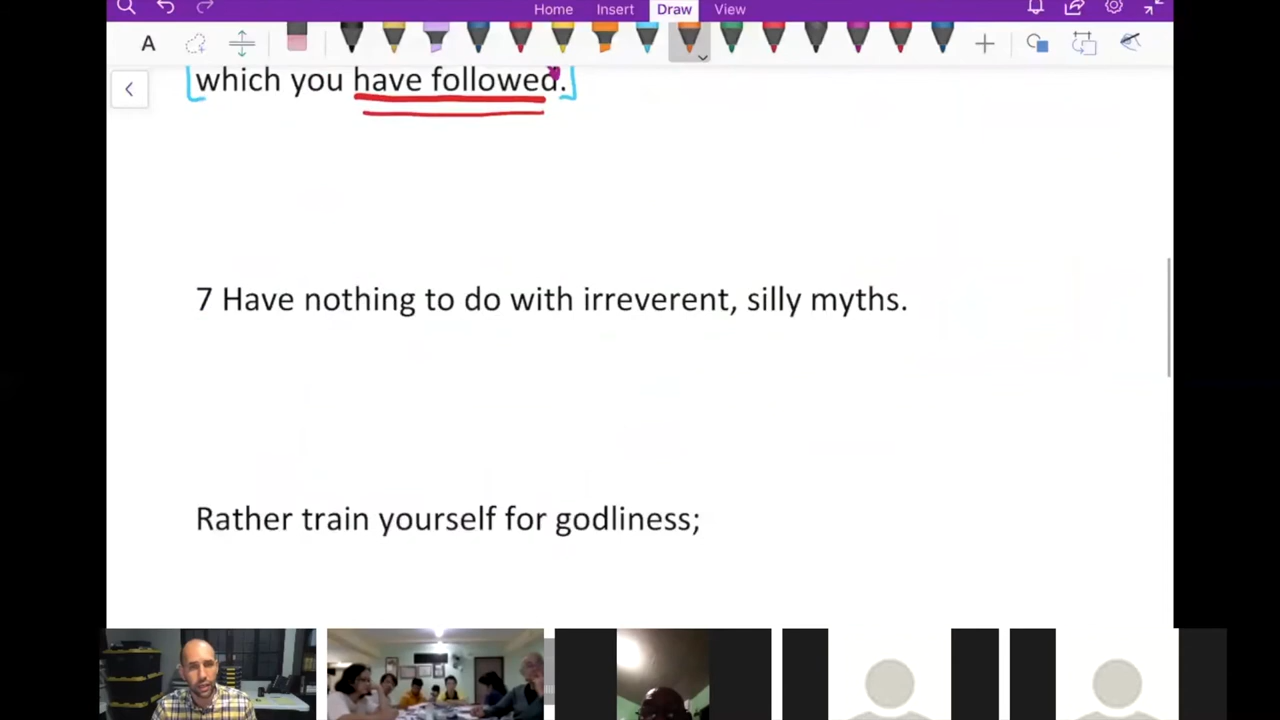 Home Insert Draw View
A
which you have followed.
7 Have nothing to do with irreverent, silly myths.
Rather train yourself for godliness;